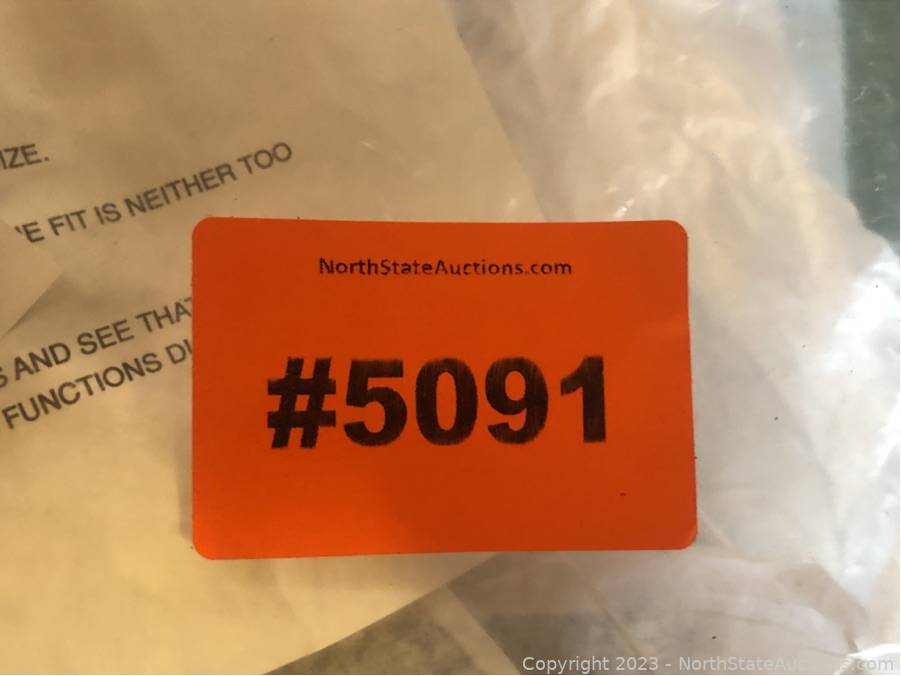 IZE.
E FIT IS NEITHER TOO
AND SEE THAT
FUNCTIONS
NorthStateAuctions.com
#5091
Copyright 2023 - NorthStateAuctions.com